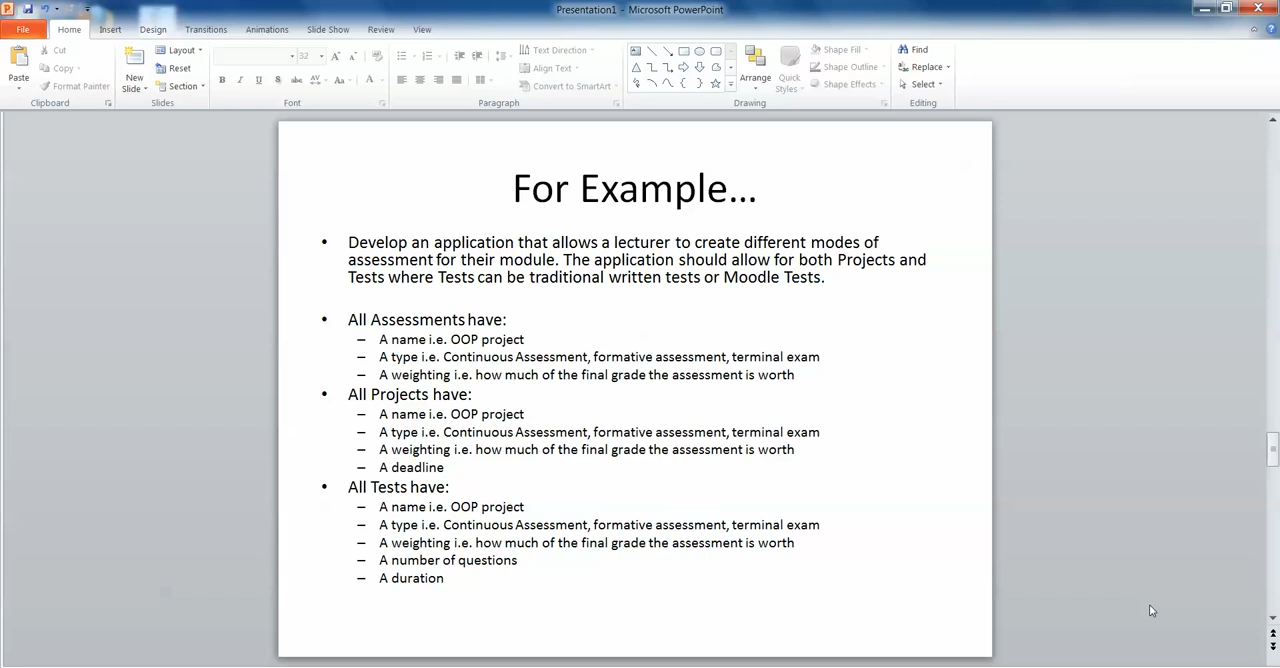 Presentation1 - Microsoft PowerPoint
File Home Insert Design Transitions Animations Slide Show Review View
Cut Layout 32 Text Direction Shape Fill Find
Paste Copy New Slide Reset Align Text Arrange Quick Styles Shape Outline Replace
Format Painter Section B I U S abc AV Aa A Convert to SmartArt Shape Effects Select
Clipboard Slides Font Paragraph Drawing Editing
For Example...
• Develop an application that allows a lecturer to create different modes of
assessment for their module. The application should allow for both Projects and
Tests where Tests can be traditional written tests or Moodle Tests.
• All Assessments have:
– A name i.e. OOP project
– A type i.e. Continuous Assessment, formative assessment, terminal exam
– A weighting i.e. how much of the final grade the assessment is worth
• All Projects have:
– A name i.e. OOP project
– A type i.e. Continuous Assessment, formative assessment, terminal exam
– A weighting i.e. how much of the final grade the assessment is worth
– A deadline
• All Tests have:
– A name i.e. OOP project
– A type i.e. Continuous Assessment, formative assessment, terminal exam
– A weighting i.e. how much of the final grade the assessment is worth
– A number of questions
– A duration